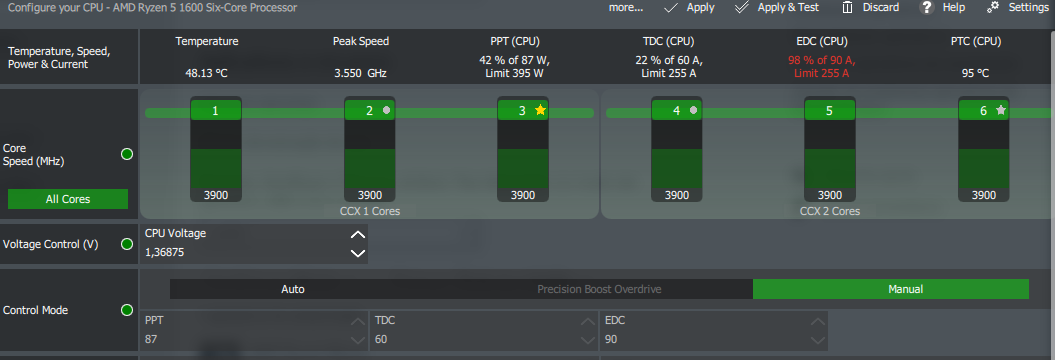 Configure your CPU - AMD Ryzen 5 1600 Six-Core Processor
more...
Apply
Apply & Test
Discard
Help
Settings
Temperature, Speed,
Power & Current
Temperature
48.13 ºC
Peak Speed
3.550 GHz
PPT (CPU)
42 % of 87 W,
Limit 395 W
TDC (CPU)
22 % of 60 A,
Limit 255 A
EDC (CPU)
98 % of 90 A,
Limit 255 A
PTC (CPU)
95 ºC
Core
Speed (MHz)
All Cores
1
2
3
4
5
6
3900
3900
3900
3900
3900
3900
CCX 1 Cores
CCX 2 Cores
Voltage Control (V)
CPU Voltage
1,36875
Control Mode
Auto
Precision Boost Overdrive
Manual
PPT
87
TDC
60
EDC
90